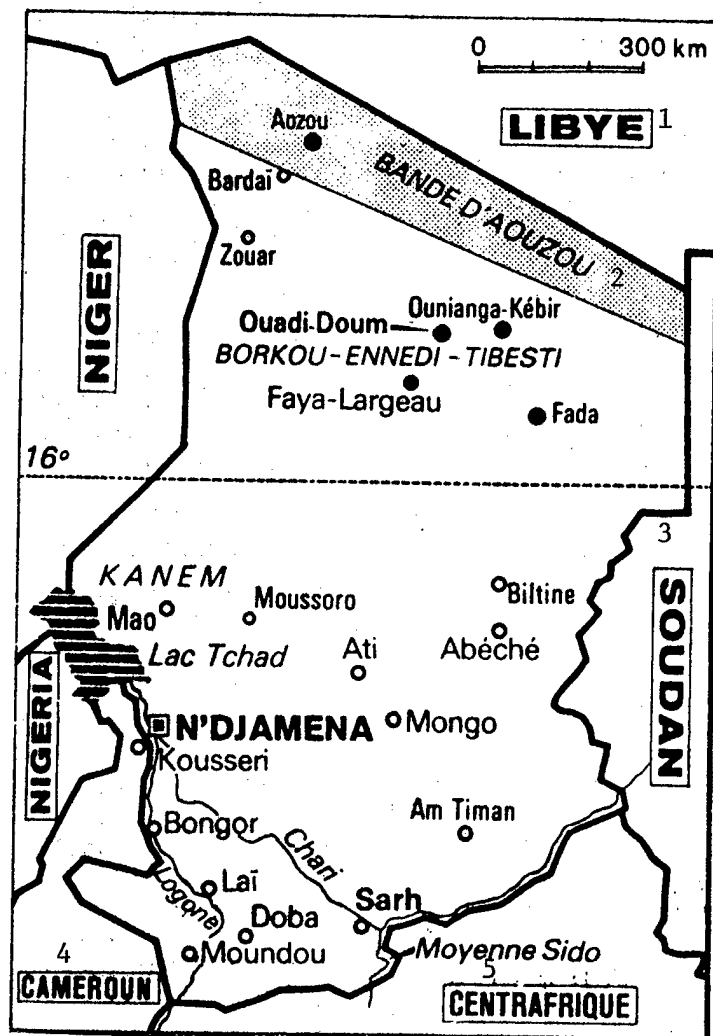 0 300 km
LIBYE 1
Aozou
Bardaï
BANDE D'AOUZOU 2
Zouar
NIGER
Ounianga-Kébir
Ouadi-Doum
BORKOU-ENNEDI-TIBESTI
Faya-Largeau
Fada
16°
3
KANEM
Biltine
Moussoro
Mao
Lac Tchad
Ati
Abéché
SOUDAN
NIGERIA
N'DJAMENA
Mongo
Kousseri
Am Timan
Bongor
Chari
Laï
Logone
Sarh
Doba
Moundou
Moyenne Sido
4
CAMEROUN
5
CENTRAFRIQUE